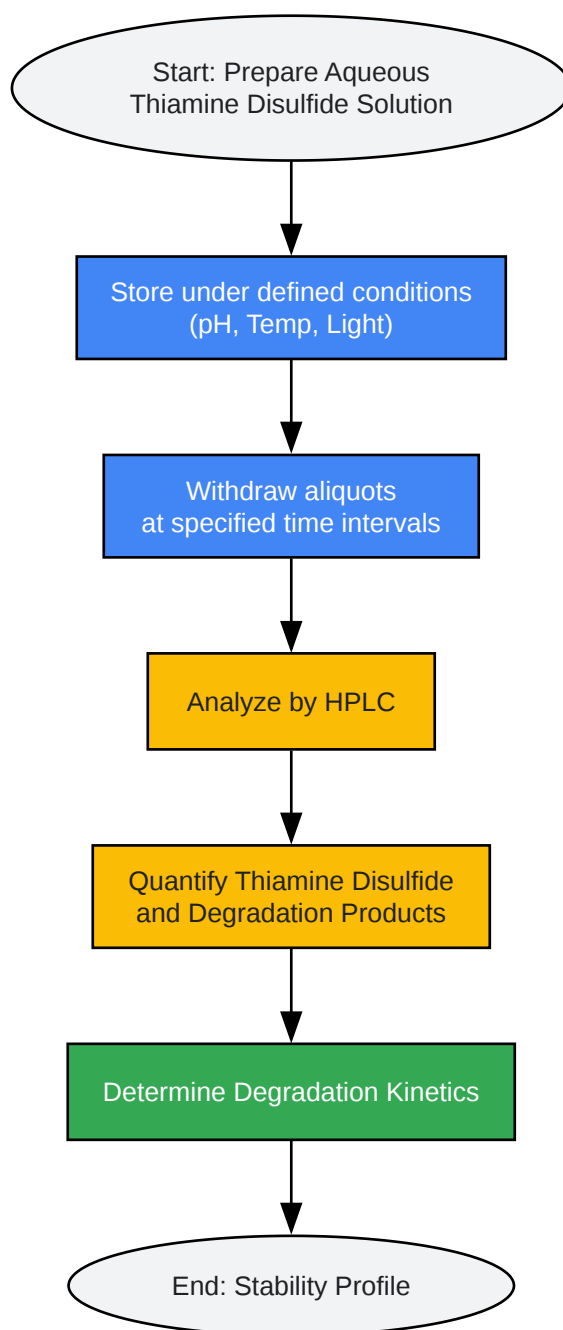 Start: Prepare Aqueous
Thiamine Disulfide Solution
Store under defined conditions
(pH, Temp, Light)
Withdraw aliquots
at specified time intervals
Analyze by HPLC
Quantify Thiamine Disulfide
and Degradation Products
Determine Degradation Kinetics
End: Stability Profile